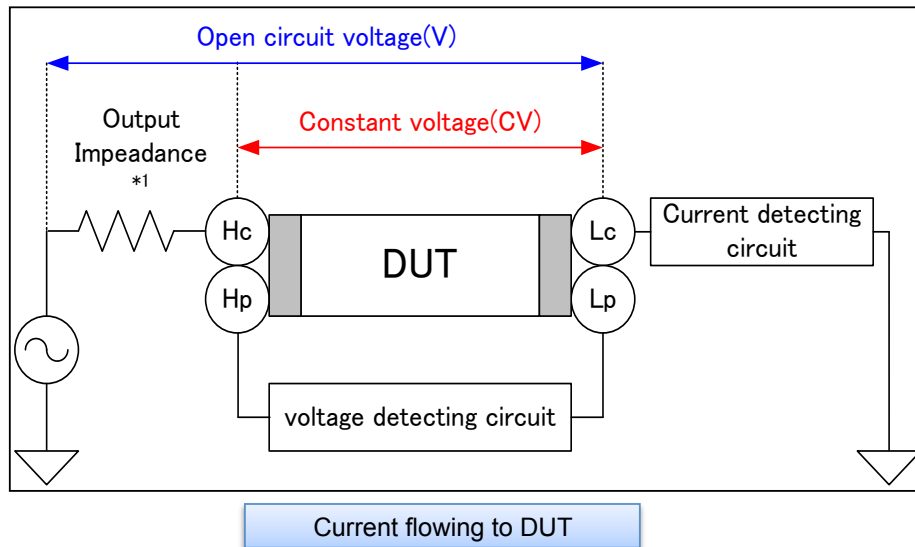 Open circuit voltage(V)
Output
Impeadance
*1
Constant voltage(CV)
Hc
Hp
DUT
Lc
Lp
Current detecting
circuit
voltage detecting circuit
Current flowing to DUT